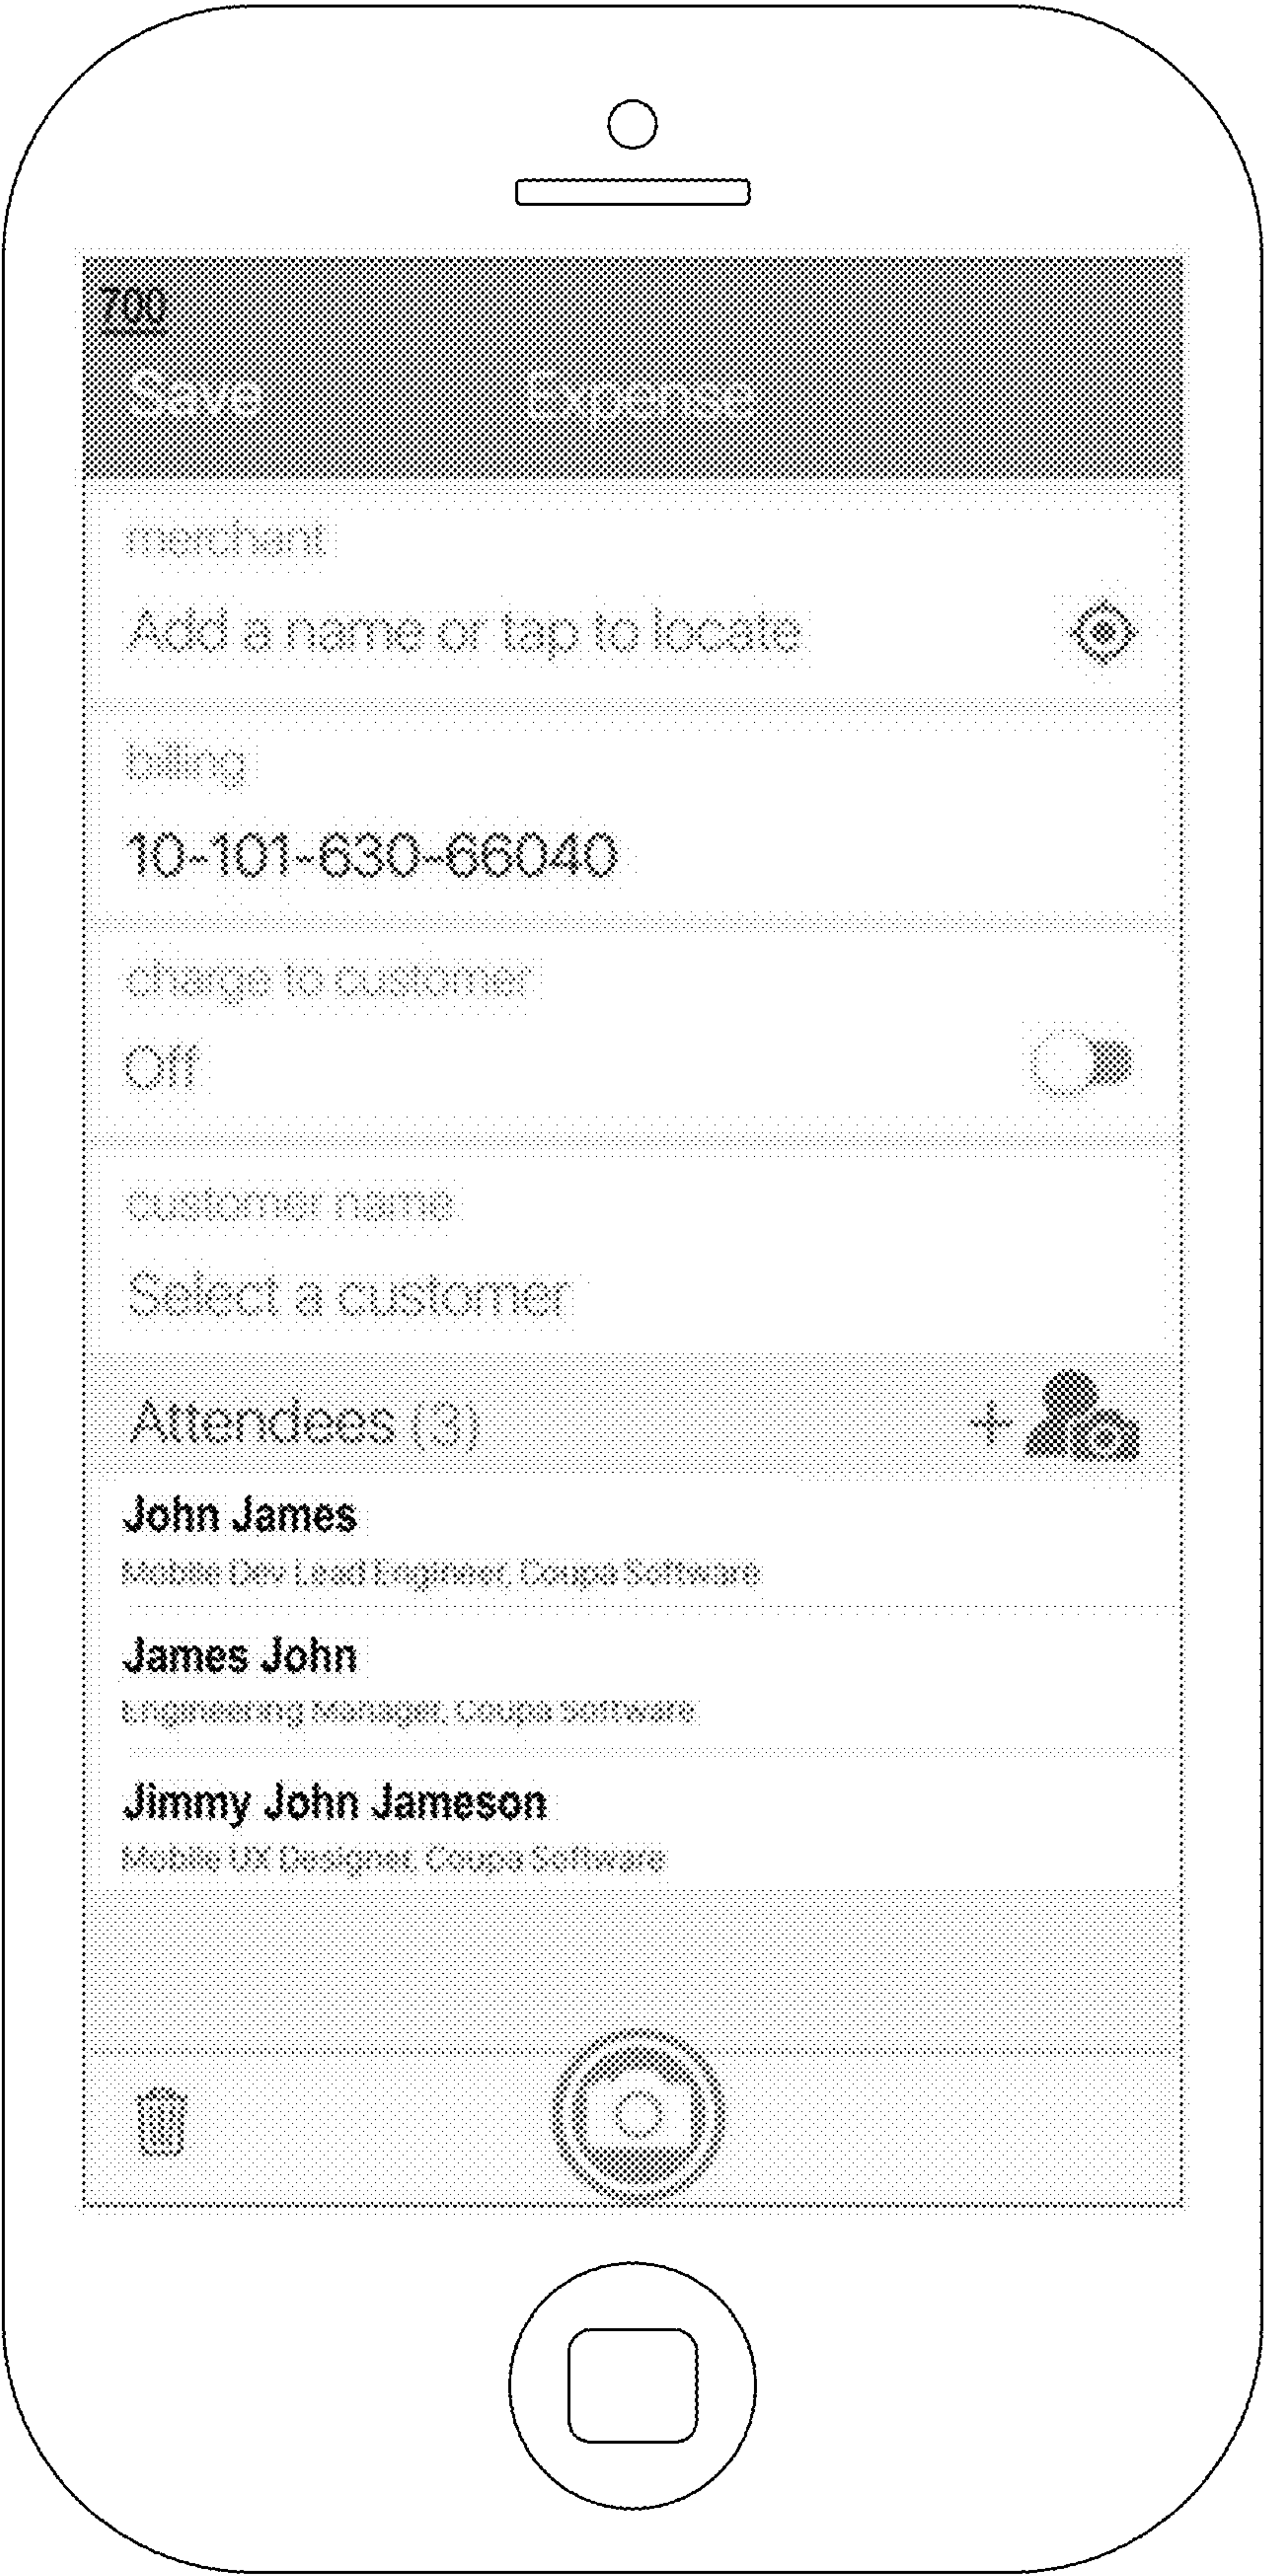 700
Save Expense
merchant
Add a name or tap to locate
billing
10-101-630-66040
charge to customer
Off
customer name
Select a customer
Attendees (3)
John James
Mobile Dev Lead Engineer, Coupa Software
James John
Engineering Manager, Coupa Software
Jimmy John Jameson
Mobile UX Designer, Coupa Software